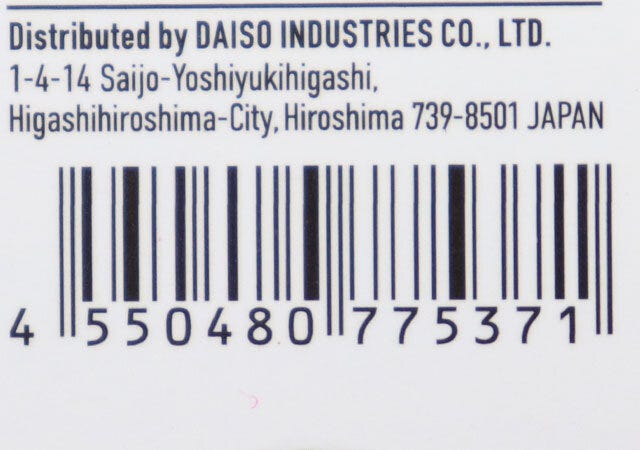 Distributed by DAISO INDUSTRIES CO., LTD.
1-4-14 Saijo-Yoshiyukihigashi,
Higashihiroshima-City, Hiroshima 739-8501 JAPAN
4 550480 775371